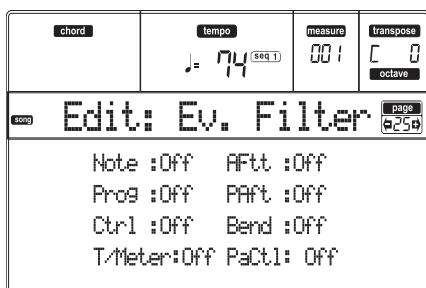 chord tempo measure transpose
♩= 74 seq 1 001 C 0
octave
song Edit: Ev. Filter page 25
Note :Off AFtt :Off
Prog :Off PAft :Off
Ctrl :Off Bend :Off
T/Meter:Off PaCtl: Off